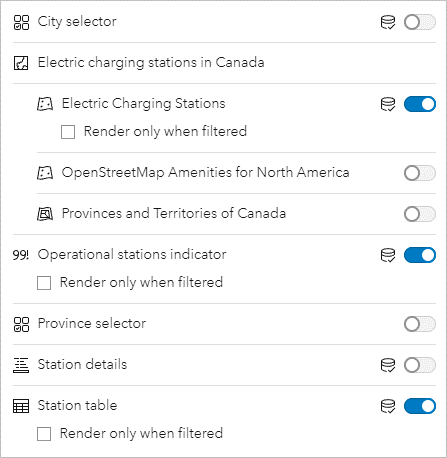 City selector
Electric charging stations in Canada
Electric Charging Stations
Render only when filtered
OpenStreetMap Amenities for North America
Provinces and Territories of Canada
99! Operational stations indicator
Render only when filtered
Province selector
Station details
Station table
Render only when filtered